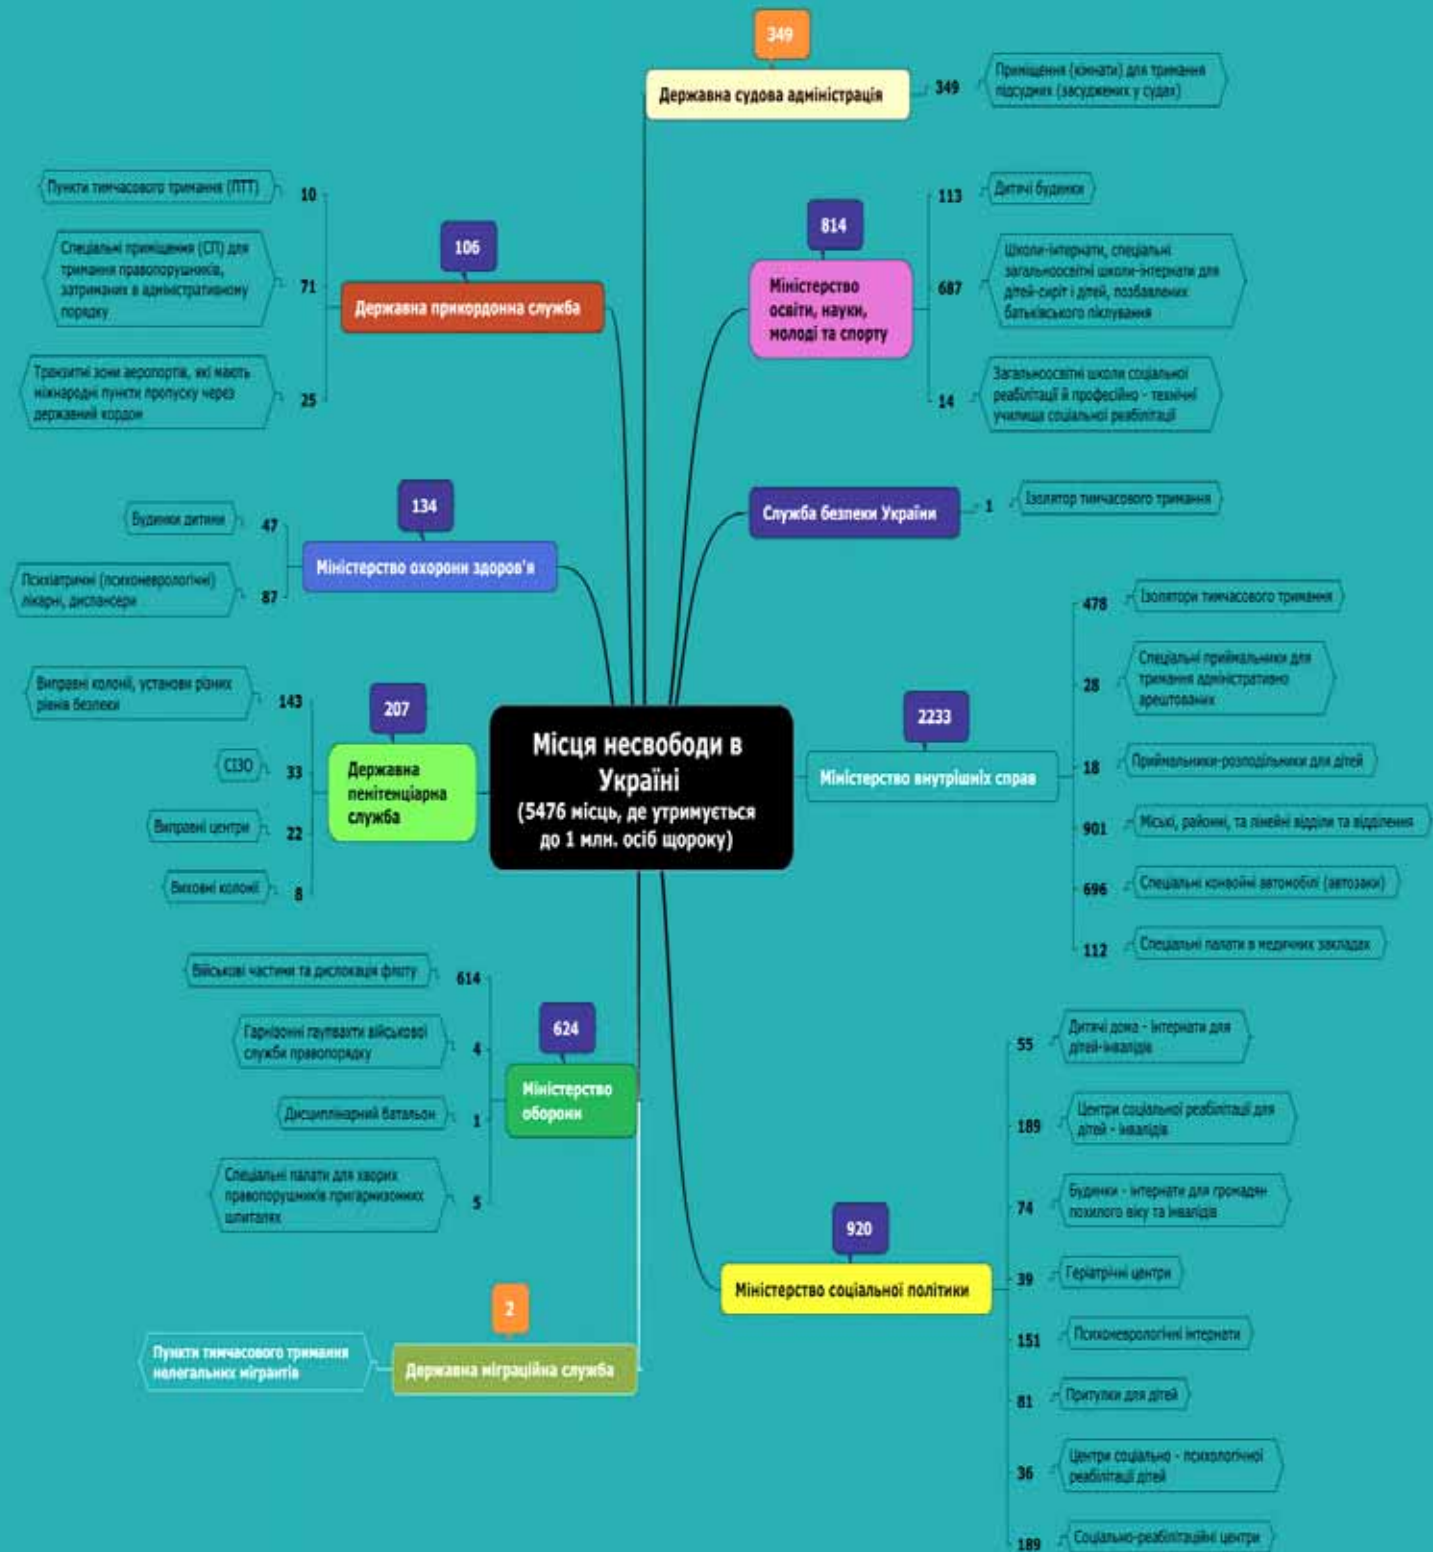 349
Державна судова адміністрація
349
Приміщення (кімнати) для тримання
підсудних (засуджених у судах)
106
Державна прикордонна служба
10
Пункти тимчасового тримання (ПТТ)
71
Спеціальні приміщення (СП) для
тримання правопорушників,
затриманих в адміністративному
порядку
25
Транзитні зони аеропортів, які мають
міжнародні пункти пропуску через
державний кордон
814
Міністерство
освіти, науки,
молоді та спорту
113
Дитячі будинки
687
Школи-інтернати, спеціальні
загальноосвітні школи-інтернати для
дітей-сиріт і дітей, позбавлених
батьківського піклування
14
Загальноосвітні школи соціальної
реабілітації й професійно - технічні
училища соціальної реабілітації
Служба безпеки України
1
Ізолятор тимчасового тримання
134
Міністерство охорони здоров'я
47
Будинки дитини
87
Психіатричні (психоневрологічні)
лікарні, диспансери
207
Державна
пенітенціарна
служба
143
Виправні колонії, установи різних
рівнів безпеки
33
СІЗО
22
Виправні центри
8
Виховні колонії
Місця несвободи в
Україні
(5476 місць, де утримується
до 1 млн. осіб щороку)
2233
Міністерство внутрішніх справ
478
Ізолятори тимчасового тримання
28
Спеціальні приймальники для
тримання адміністративно
арештованих
18
Приймальники-розподільники для дітей
901
Міські, районні, та лінейні відділи та відділення
696
Спеціальні конвойні автомобілі (автозаки)
112
Спеціальні палати в медичних закладах
624
Міністерство
оборони
614
Військові частини та дислокація флоту
4
Гарнізонні гауптвахти військової
служби правопорядку
1
Дисциплінарний батальон
5
Спеціальні палати для хворих
правопорушників пригарнизонних
шпиталях
2
Державна міграційна служба
Пункти тимчасового тримання
нелегальних мігрантів
920
Міністерство соціальної політики
55
Дитячі дома - інтернати для
дітей-інвалідів
189
Центри соціальної реабілітації для
дітей - інвалідів
74
Будинки - інтернати для громадян
похилого віку та інвалідів
39
Геріатрічні центри
151
Психоневрологічні інтернати
81
Притулки для дітей
36
Центри соціально - психологічної
реабілітації дітей
189
Соціально-реабілітаційні центри